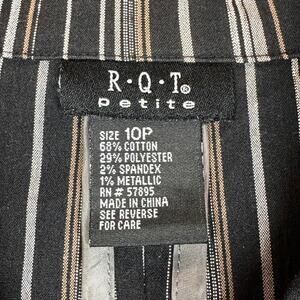 R•Q•T®
petite
SIZE 10P
68% COTTON
29% POLYESTER
2% SPANDEX
1% METALLIC
RN # 57895
MADE IN CHINA
SEE REVERSE
FOR CARE